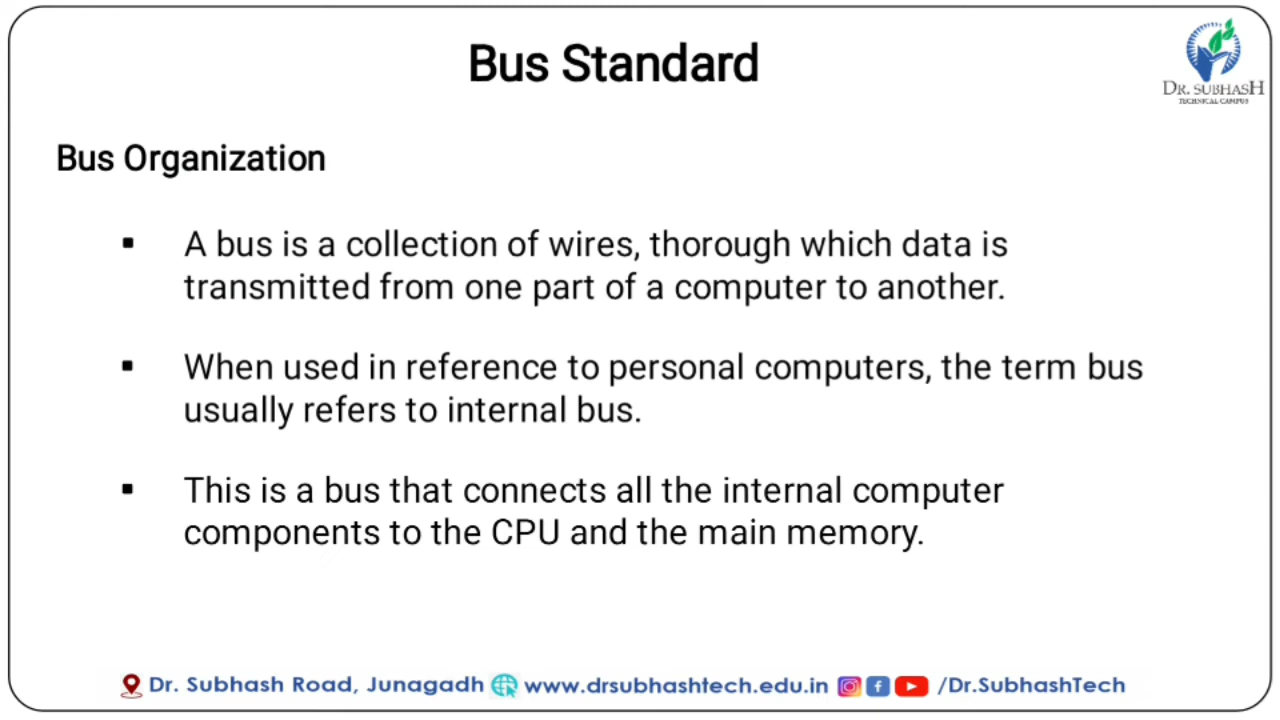 Bus Standard
DR. SUBHASH
TECHNICAL CAMPUS
Bus Organization
▪ A bus is a collection of wires, thorough which data is
transmitted from one part of a computer to another.
▪ When used in reference to personal computers, the term bus
usually refers to internal bus.
▪ This is a bus that connects all the internal computer
components to the CPU and the main memory.
Dr. Subhash Road, Junagadh www.drsubhashtech.edu.in /Dr.SubhashTech